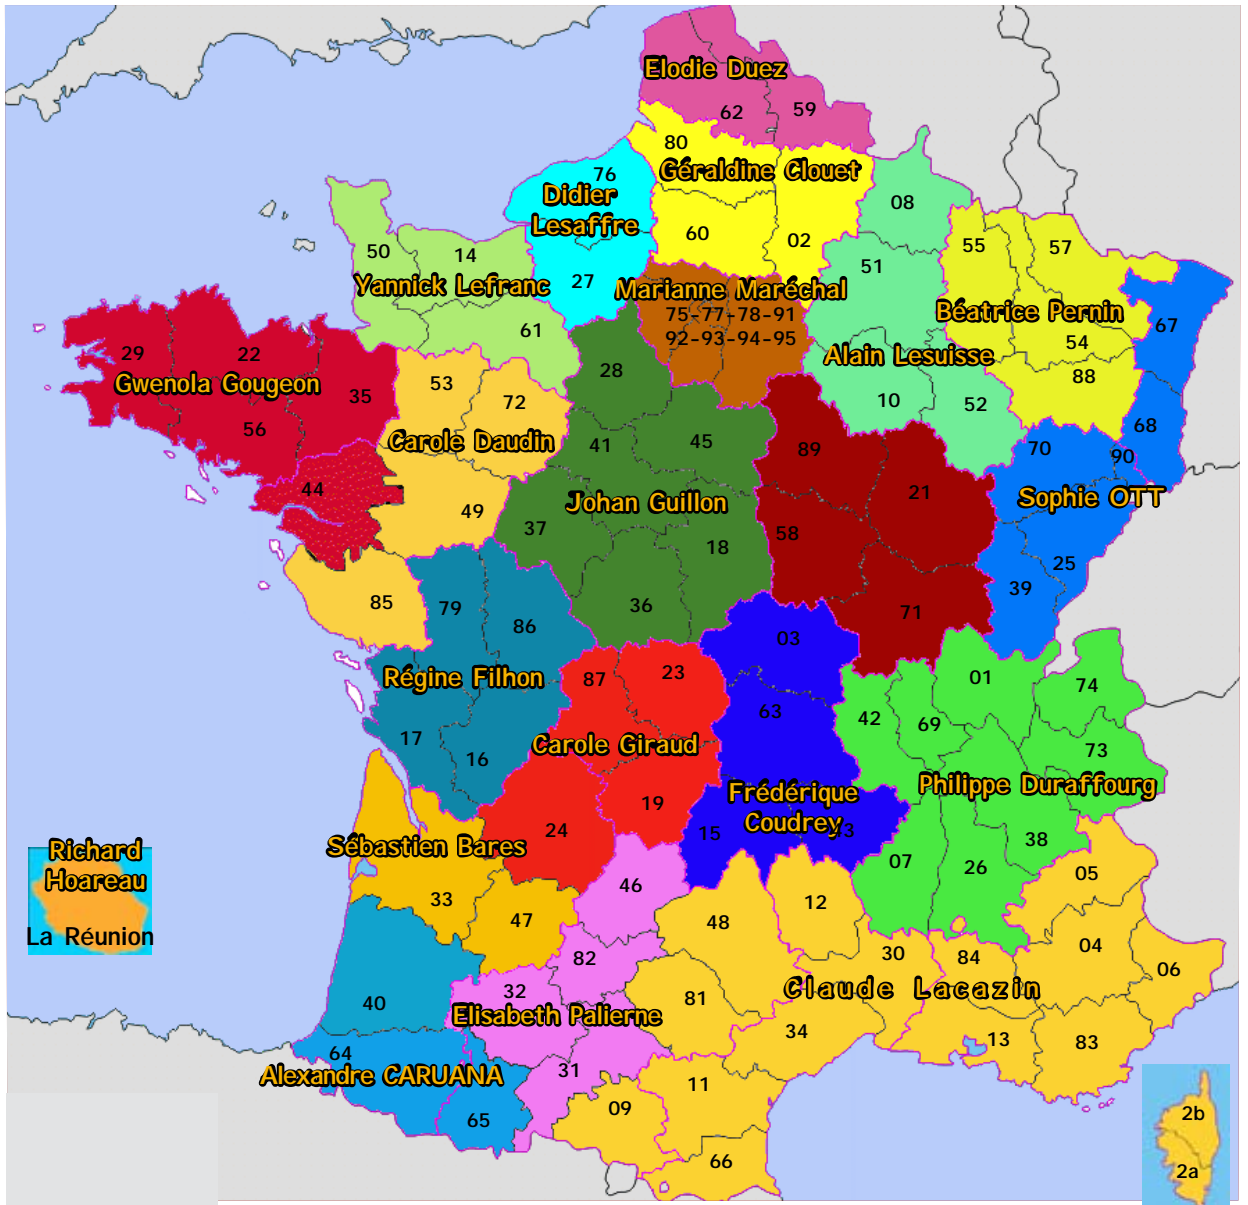 Elodie Duez
62 59
80
Géraldine Clouet
76
Didier
Lesaffre
60 02
27
08
50 14
Yannick Lefranc
61
Marianne Maréchal
75-77-78-91
92-93-94-95
51
55 57
Béatrice Pernin
54
88
67
Alain Lesuisse
10 52
68
29 22
Gwenola Gougeon
35
56
44
53
72
Carole Daudin
49
85
28
41 45
Johan Guillon
37 18
36
89
21
58
71
70 90
Sophie OTT
25
39
79
86
Régine Filhon
17
16
87 23
Carole Giraud
19
24
03
63
Frédérique
Coudrey
15 43
01
74
42 69
73
Philippe Duraffourg
38
07 26
Sébastien Bares
33
47
Richard
Hoareau
La Réunion
46
82
32
Elisabeth Palierne
31
40
64
Alexandre CARUANA
65
05
12
48
30 84 04
06
81
Claude Lacazin
34 13 83
11
09
66
2b
2a